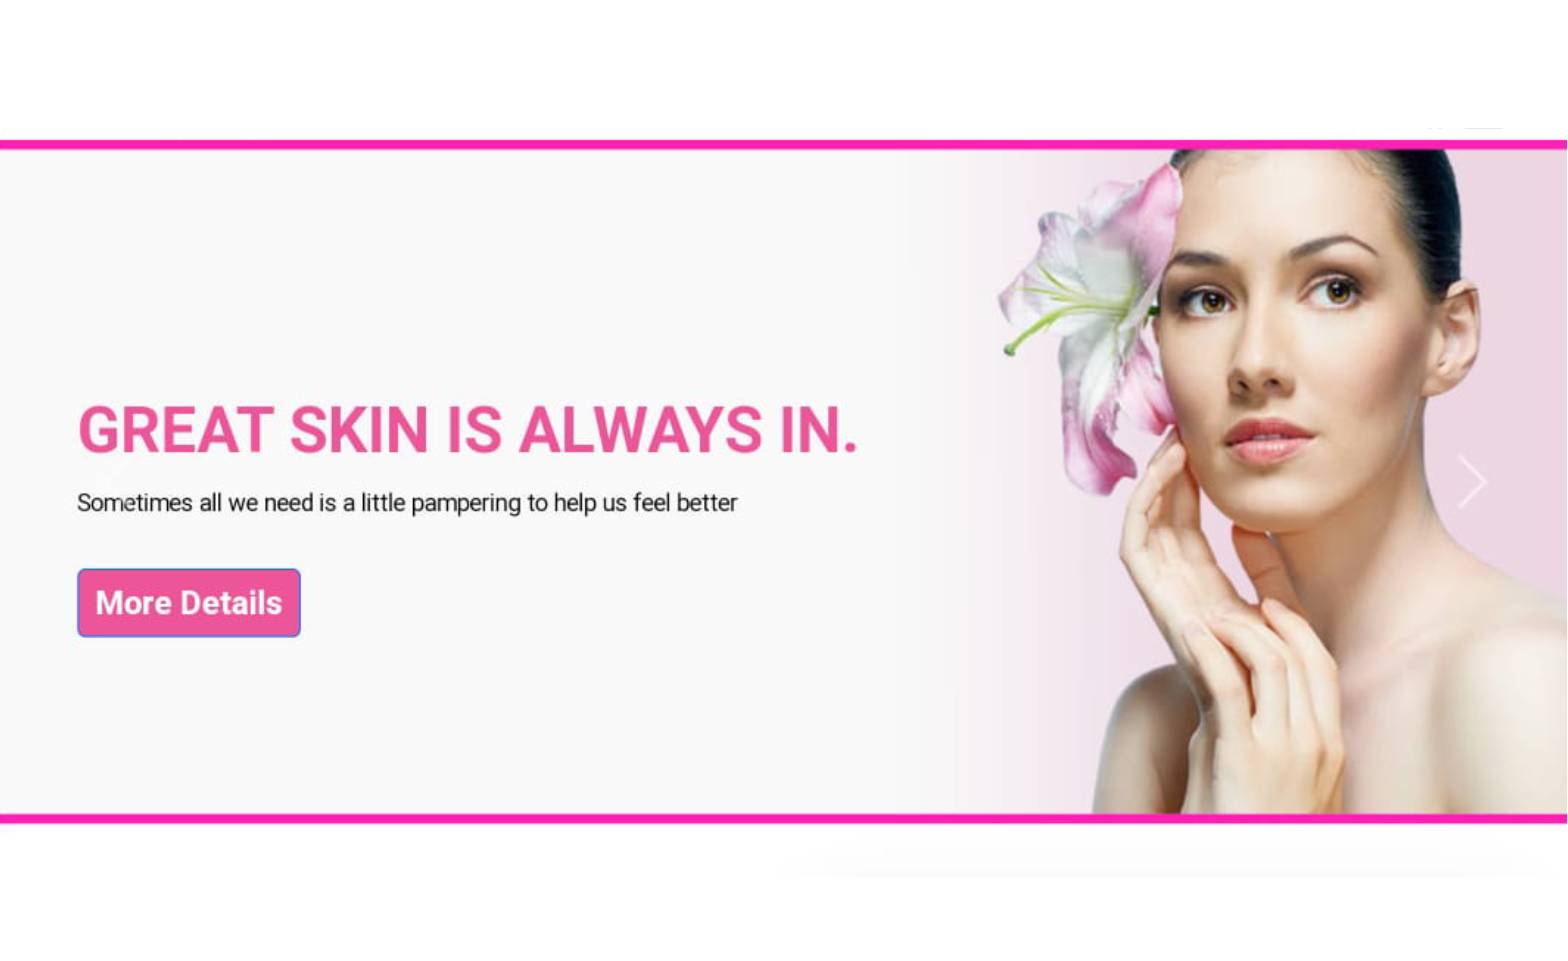 GREAT SKIN IS ALWAYS IN.
Sometimes all we need is a little pampering to help us feel better
More Details